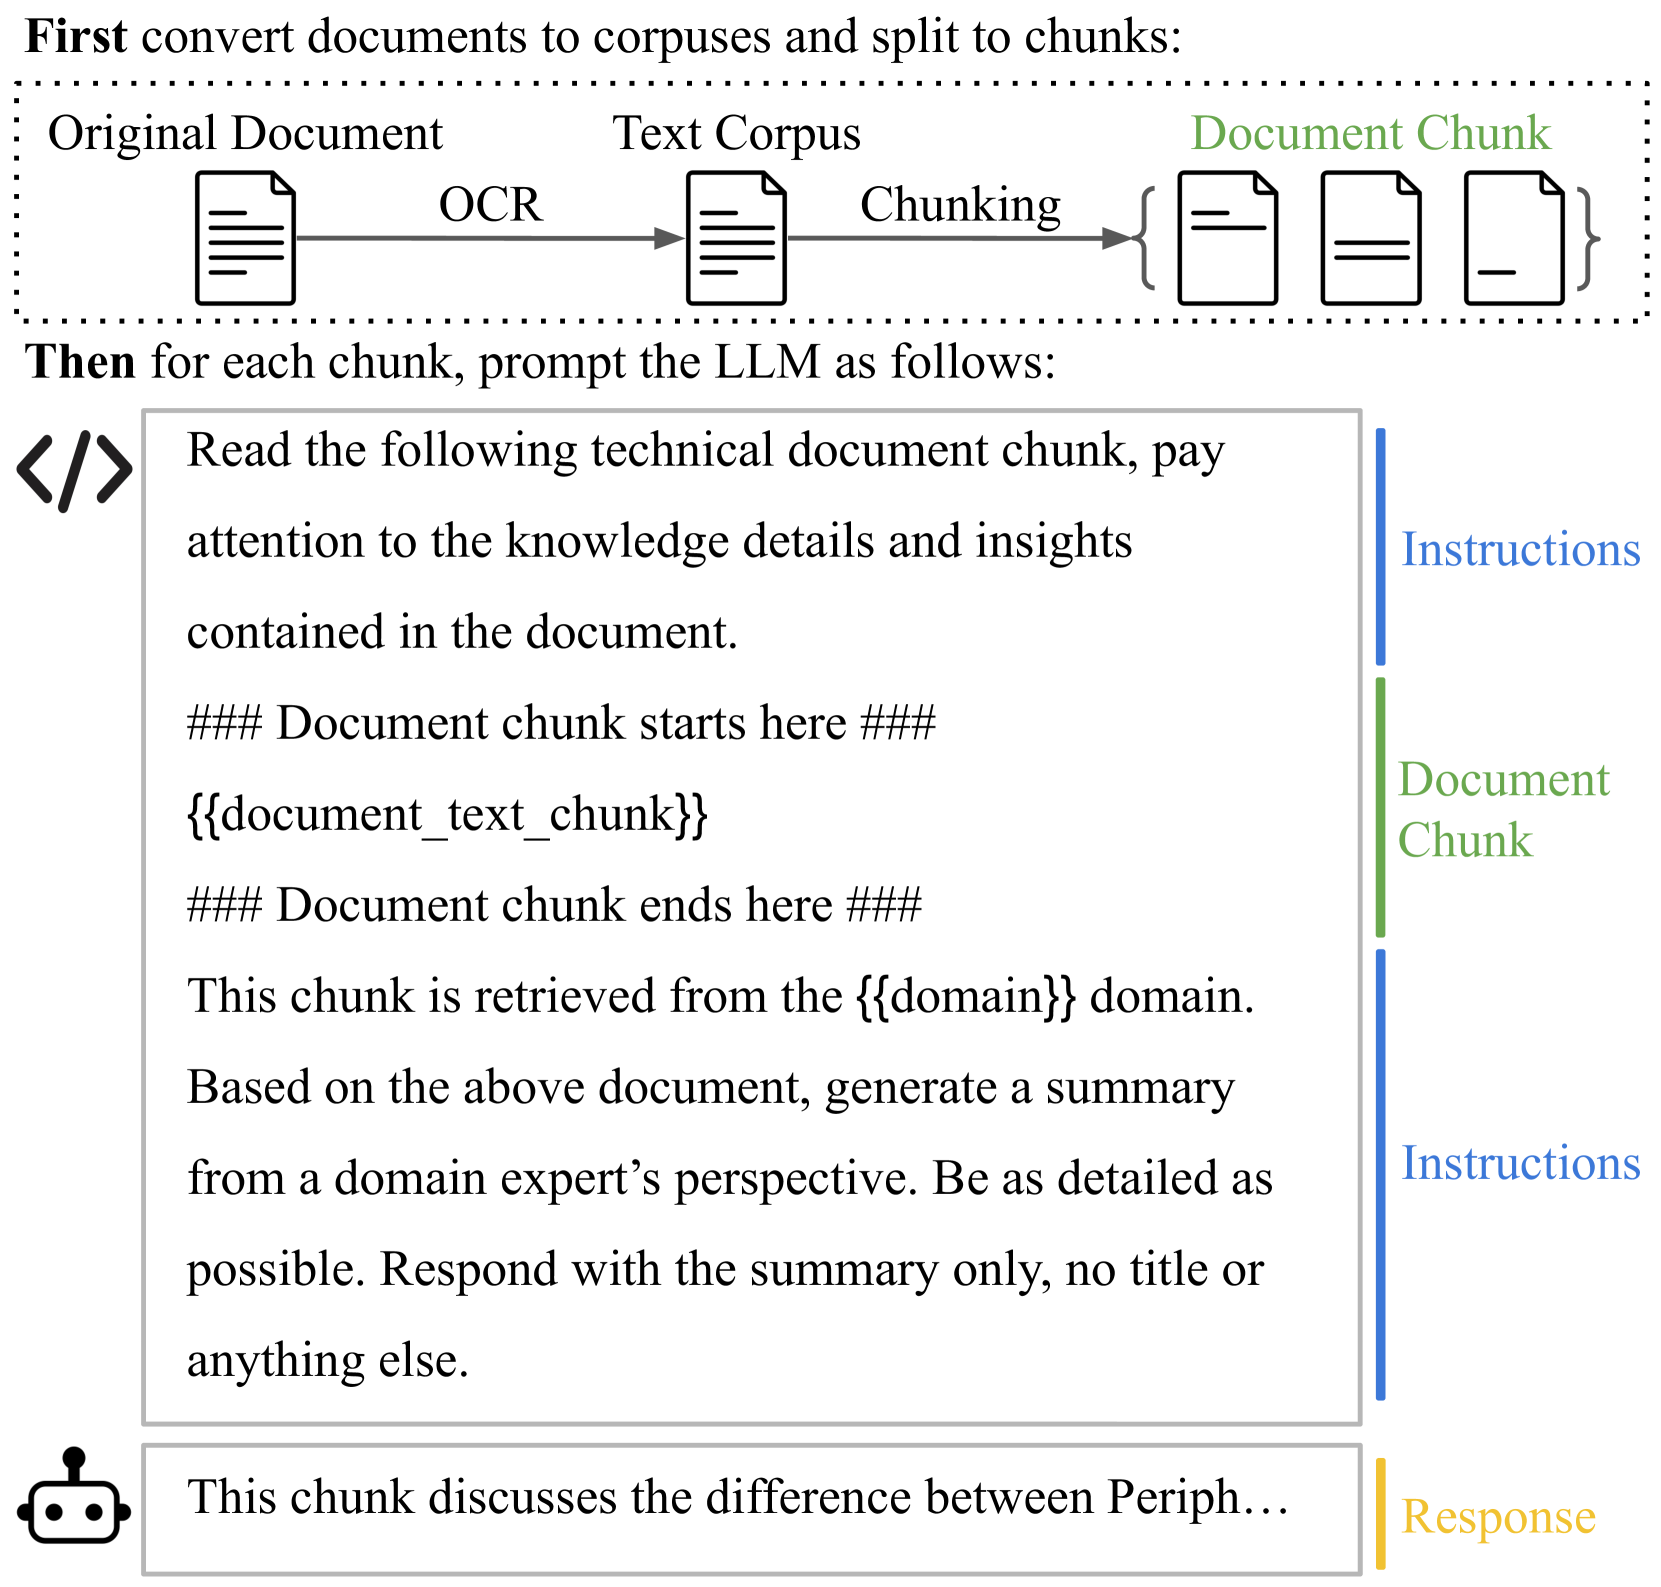 First convert documents to corpuses and split to chunks:
Original Document
Text Corpus
Document Chunk
OCR
Chunking
Then for each chunk, prompt the LLM as follows:
</>
Read the following technical document chunk, pay
attention to the knowledge details and insights
contained in the document.
Instructions
### Document chunk starts here ###
{{document_text_chunk}}
### Document chunk ends here ###
Document
Chunk
This chunk is retrieved from the {{domain}} domain.
Based on the above document, generate a summary
from a domain expert’s perspective. Be as detailed as
possible. Respond with the summary only, no title or
anything else.
Instructions
This chunk discusses the difference between Periph…
Response